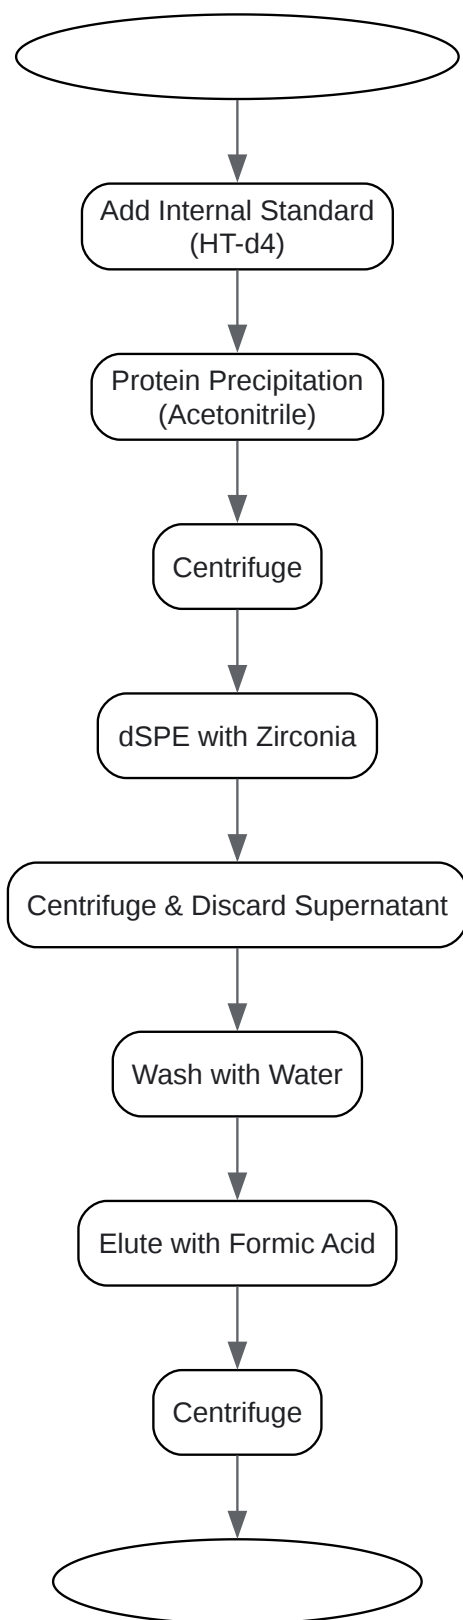 Add Internal Standard
(HT-d4)
Protein Precipitation
(Acetonitrile)
Centrifuge
dSPE with Zirconia
Centrifuge & Discard Supernatant
Wash with Water
Elute with Formic Acid
Centrifuge